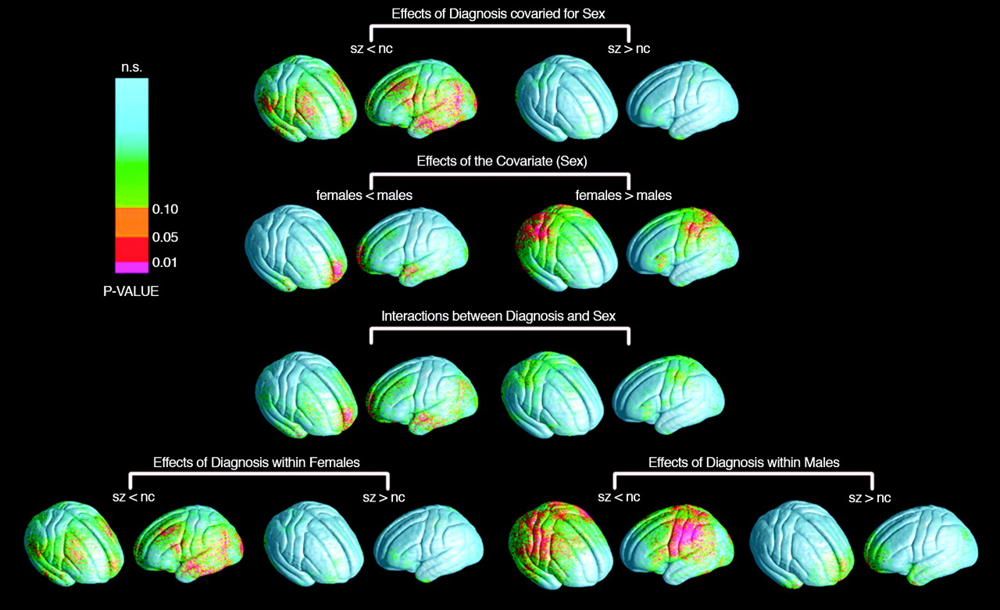 Effects of Diagnosis covaried for Sex
sz < nc
sz > nc
n.s.
0.10
0.05
0.01
P-VALUE
Effects of the Covariate (Sex)
females < males
females > males
Interactions between Diagnosis and Sex
Effects of Diagnosis within Females
sz < nc
sz > nc
Effects of Diagnosis within Males
sz < nc
sz > nc